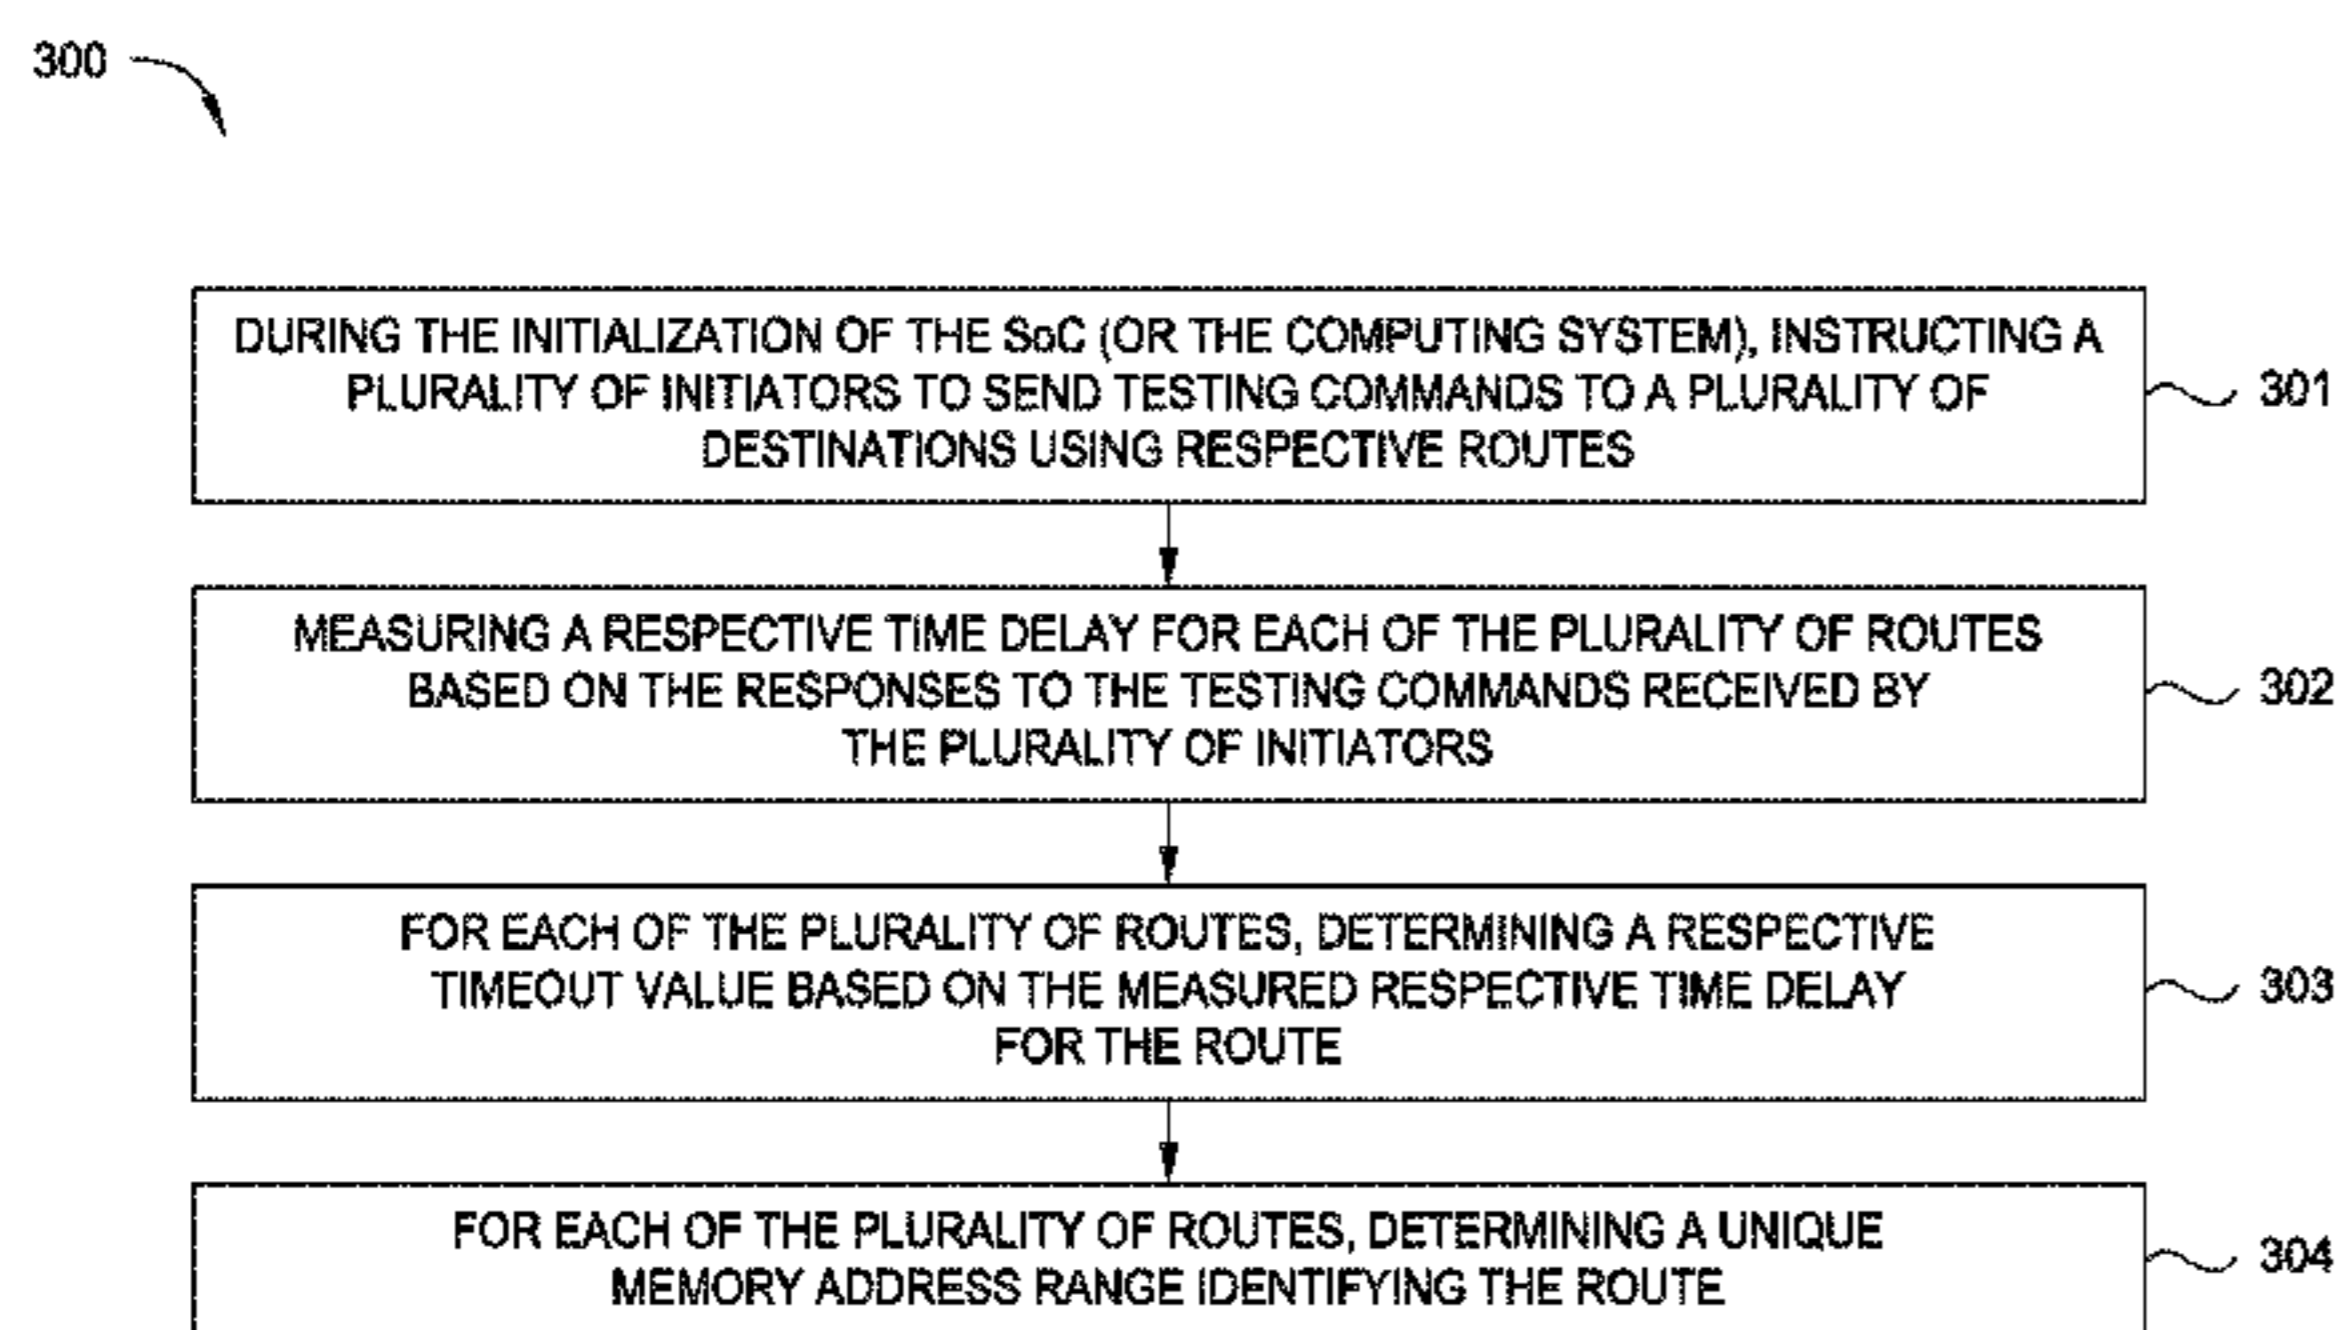 300
DURING THE INITIALIZATION OF THE SoC (OR THE COMPUTING SYSTEM), INSTRUCTING A
PLURALITY OF INITIATORS TO SEND TESTING COMMANDS TO A PLURALITY OF
DESTINATIONS USING RESPECTIVE ROUTES
301
MEASURING A RESPECTIVE TIME DELAY FOR EACH OF THE PLURALITY OF ROUTES
BASED ON THE RESPONSES TO THE TESTING COMMANDS RECEIVED BY
THE PLURALITY OF INITIATORS
302
FOR EACH OF THE PLURALITY OF ROUTES, DETERMINING A RESPECTIVE
TIMEOUT VALUE BASED ON THE MEASURED RESPECTIVE TIME DELAY
FOR THE ROUTE
303
FOR EACH OF THE PLURALITY OF ROUTES, DETERMINING A UNIQUE
MEMORY ADDRESS RANGE IDENTIFYING THE ROUTE
304